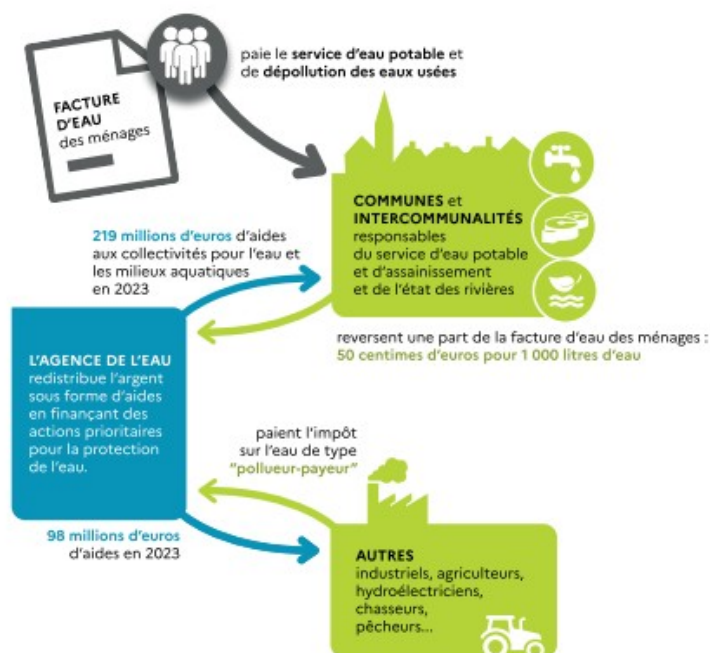 paie le service d'eau potable et
de dépollution des eaux usées
FACTURE
D'EAU
des ménages
COMMUNES et
INTERCOMMUNALITÉS
responsables
du service d'eau potable
et d'assainissement
et de l'état des rivières
219 millions d'euros d'aides
aux collectivités pour l'eau et
les milieux aquatiques
en 2023
reversent une part de la facture d'eau des ménages :
50 centimes d'euros pour 1 000 litres d'eau
L'AGENCE DE L'EAU
redistribue l'argent
sous forme d'aides
en finançant des
actions prioritaires
pour la protection
de l'eau.
paient l'impôt
sur l'eau de type
"pollueur-payeur"
98 millions d'euros
d'aides en 2023
AUTRES
industriels, agriculteurs,
hydroélectriciens,
chasseurs,
pêcheurs...